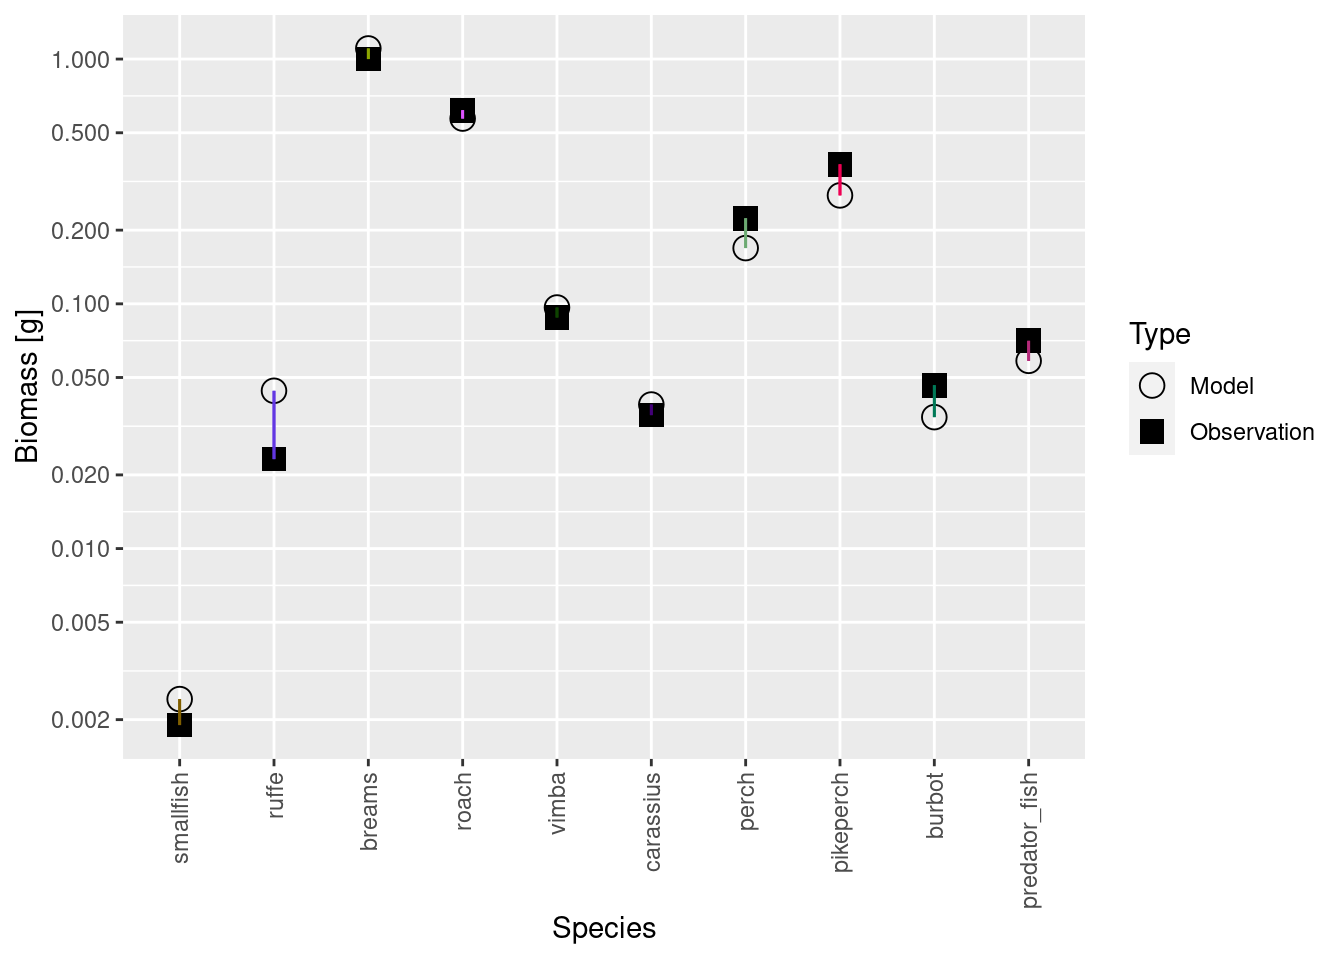 1.000
0.500
0.200
0.100
0.050
0.020
0.010
0.005
0.002
Biomass [g]
smallfish
ruffe
breams
roach
vimba
carassius
perch
pikeperch
burbot
predator_fish
Species
Type
Model
Observation